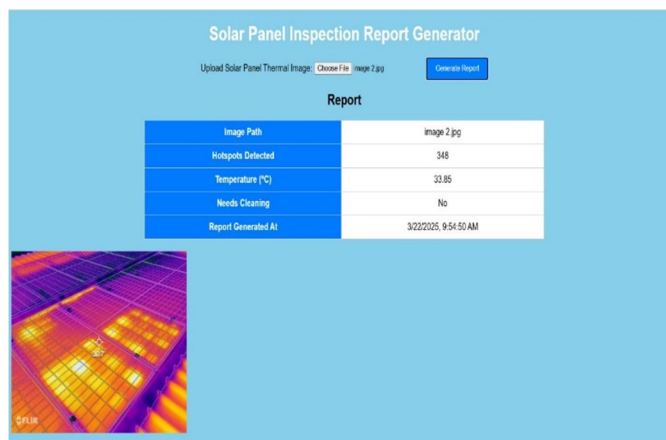 Solar Panel Inspection Report Generator
Upload Solar Panel Thermal Image: Choose File image 2.jpg Generate Report
Report
Image Path image 2.jpg
Hotspots Detected 348
Temperature (°C) 33.85
Needs Cleaning No
Report Generated At 3/22/2025, 9:54:50 AM
FLIR